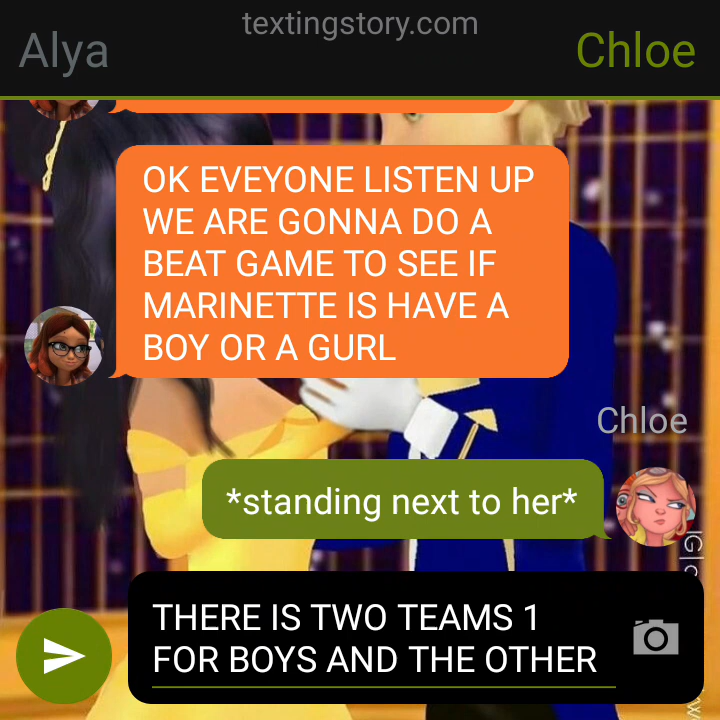 textingstory.com
Alya
Chloe
OK EVEYONE LISTEN UP
WE ARE GONNA DO A
BEAT GAME TO SEE IF
MARINETTE IS HAVE A
BOY OR A GURL
Chloe
*standing next to her*
THERE IS TWO TEAMS 1
FOR BOYS AND THE OTHER